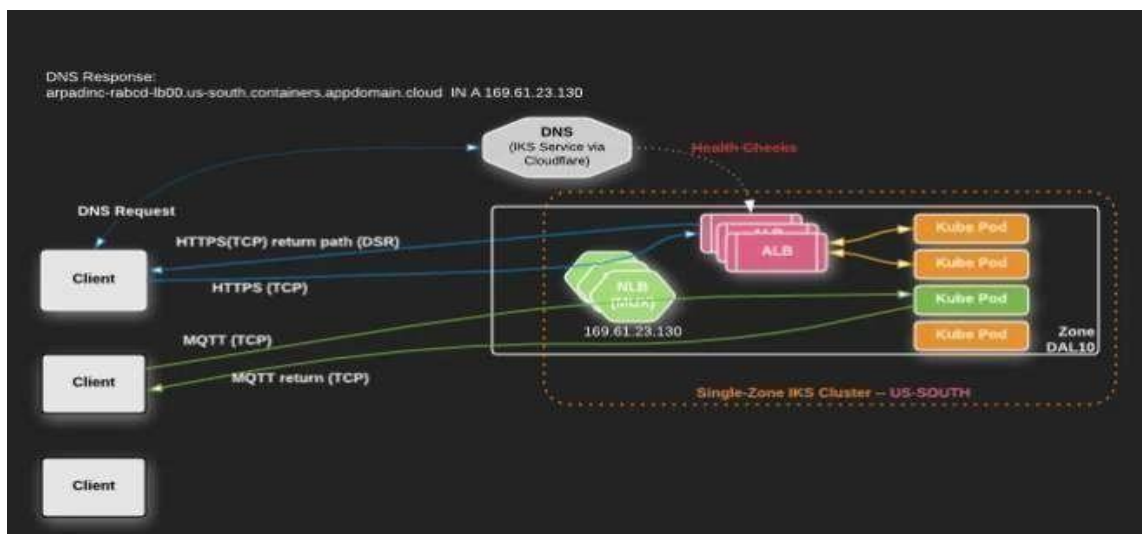 DNS Response:
arpadinc-rabcd-lb00.us-south.containers.appdomain.cloud IN A 169.61.23.130
DNS
(IKS Service via
Cloudflare)
Health Checks
DNS Request
HTTPS(TCP) return path (DSR)
Client
HTTPS (TCP)
ALB
ALB
Kube Pod
Kube Pod
Kube Pod
Kube Pod
NLB
(MUX)
169.61.23.130
Zone
DAL10
MQTT (TCP)
Client
MQTT return (TCP)
Single-Zone IKS Cluster – US-SOUTH
Client